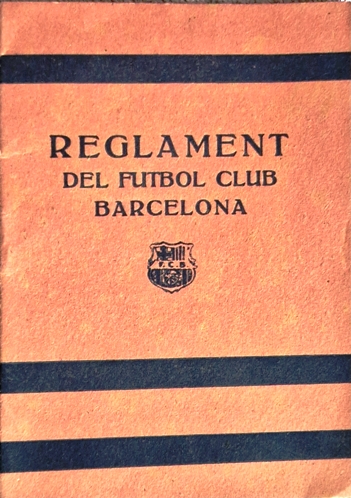 REGLAMENT
DEL FUTBOL CLUB
BARCELONA
F.C.B